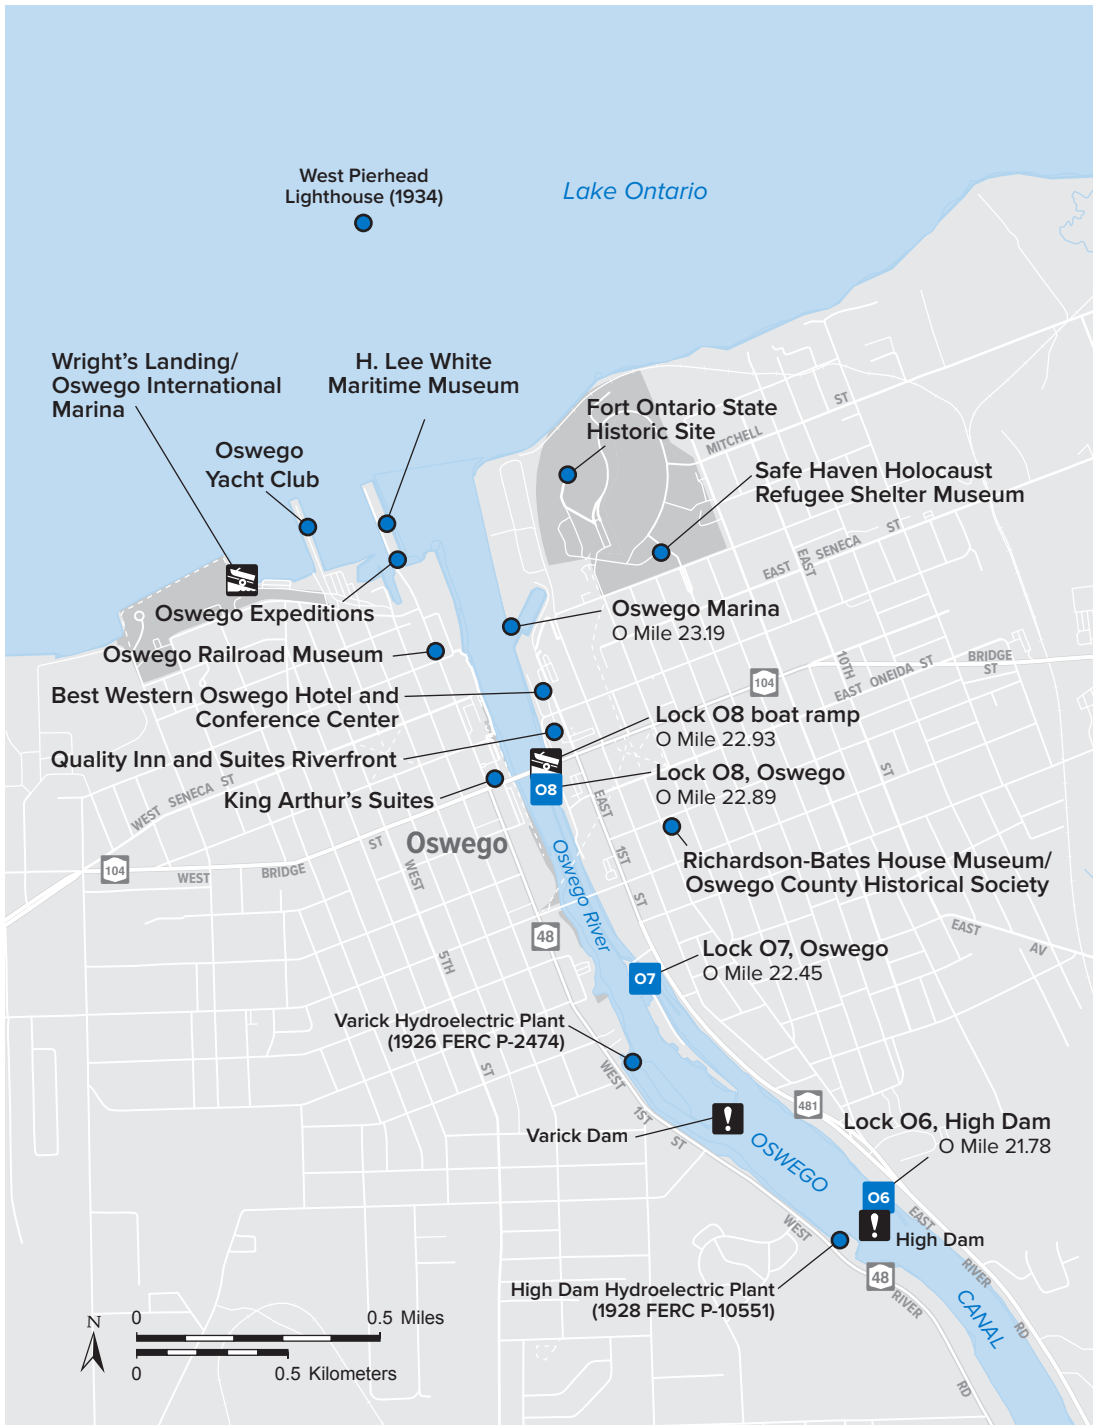 West Pierhead
Lighthouse (1934)
Lake Ontario
Wright's Landing/
Oswego International
Marina
H. Lee White
Maritime Museum
Oswego
Yacht Club
Fort Ontario State
Historic Site
MITCHELL
ST
Safe Haven Holocaust
Refugee Shelter Museum
EAST SENECA ST
EAST
10TH
ST
Oswego Expeditions
Oswego Marina
O Mile 23.19
Oswego Railroad Museum
BRIDGE
ST
EAST ONEIDA ST
104
Best Western Oswego Hotel and
Conference Center
Lock O8 boat ramp
O Mile 22.93
Quality Inn and Suites Riverfront
Lock O8, Oswego
O Mile 22.89
O8
WEST SENECA ST
King Arthur's Suites
EAST
1ST
ST
Oswego
Oswego River
104
WEST BRIDGE ST
WEST
5TH
ST
Richardson-Bates House Museum/
Oswego County Historical Society
EAST AV
48
Lock O7, Oswego
O Mile 22.45
O7
Varick Hydroelectric Plant
(1926 FERC P-2474)
WEST
1ST
ST
481
Varick Dam
Lock O6, High Dam
O Mile 21.78
OSWEGO
O6
High Dam
EAST
RIVER
RD
WEST
RIVER
RD
48
High Dam Hydroelectric Plant
(1928 FERC P-10551)
CANAL
N
0 0.5 Miles
0 0.5 Kilometers